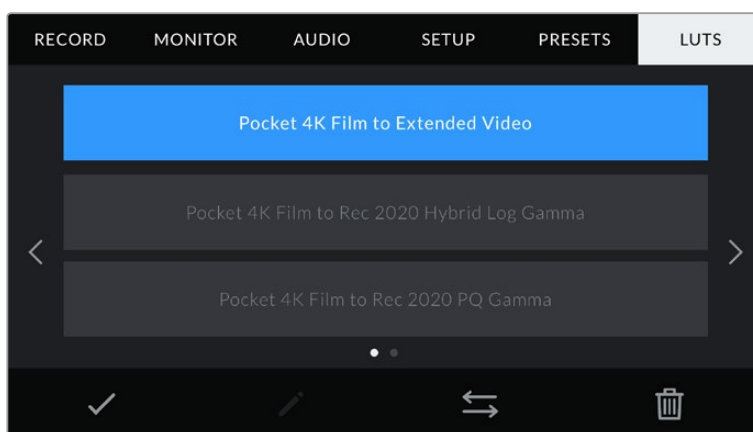 RECORD MONITOR AUDIO SETUP PRESETS LUTS
Pocket 4K Film to Extended Video
Pocket 4K Film to Rec 2020 Hybrid Log Gamma
Pocket 4K Film to Rec 2020 PQ Gamma